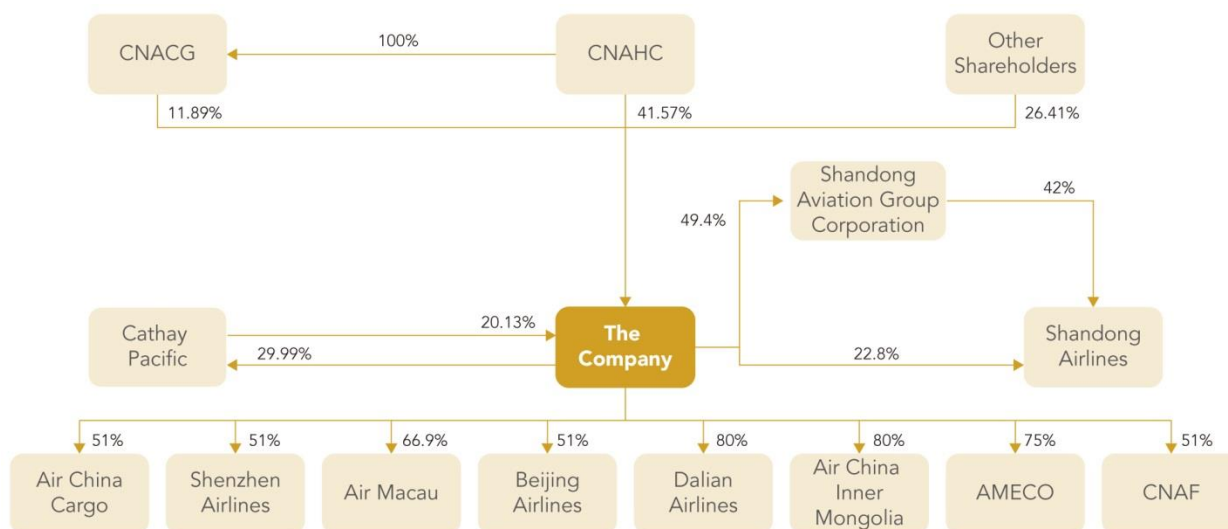 CNACG
100%
CNAHC
Other
Shareholders
11.89%
41.57%
26.41%
Shandong
Aviation Group
Corporation
42%
49.4%
Cathay
Pacific
20.13%
29.99%
The
Company
22.8%
Shandong
Airlines
51%
51%
66.9%
51%
80%
80%
75%
51%
Air China
Cargo
Shenzhen
Airlines
Air Macau
Beijing
Airlines
Dalian
Airlines
Air China
Inner
Mongolia
AMECO
CNAF